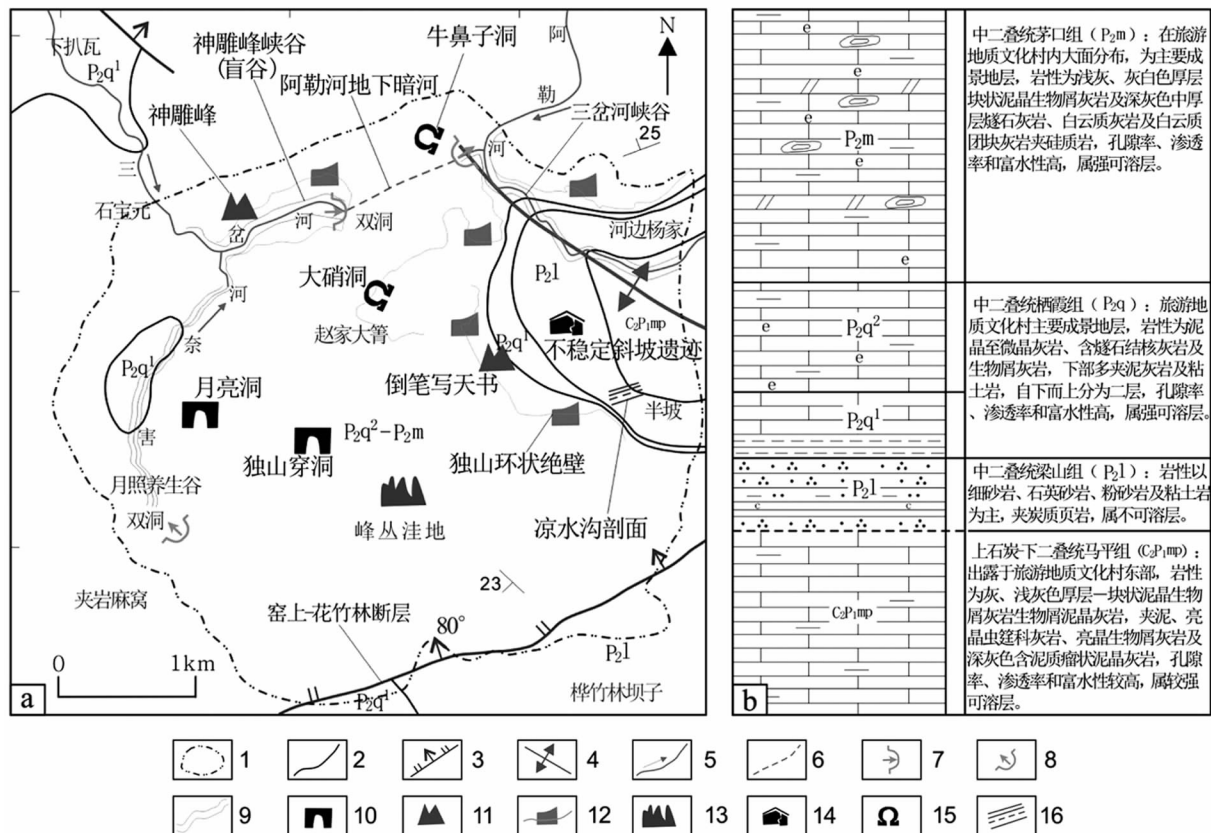 下扒瓦
P₂q¹
神雕峰峡谷
(盲谷)
牛鼻子洞
阿
N
阿勒河地下暗河
勒
神雕峰
三岔河峡谷
河
25
三
石宝元
岔
河
双洞
河边杨家
P₂l
大硝洞
河
C₂P₁mp
赵家大箐
P₂q¹
不稳定斜坡遗迹
奈
P₂q¹
倒笔写天书
月亮洞
半坡
害
P₂q²-P₂m
独山穿洞
独山环状绝壁
月照养生谷
双洞
峰丛洼地
凉水沟剖面
23
夹岩麻窝
窑上-花竹林断层
80°
P₂l
0
1km
P₂q¹
桦竹林坝子
a
e
e
e
P₂m
e
e
e
e
P₂q²
e
e
P₂q¹
P₂l
c
c
C₂P₁mp
b
中二叠统茅口组(P₂m):在旅游
地质文化村内大面分布,为主要成
景地层,岩性为浅灰、灰白色厚层
块状泥晶生物屑灰岩及深灰色中厚
层燧石灰岩、白云质灰岩及白云质
团块灰岩夹硅质岩,孔隙率、渗透
率和富水性高,属强可溶层。
中二叠统栖霞组(P₂q):旅游地
质文化村主要成景地层,岩性为泥
晶至微晶灰岩、含燧石结核灰岩及
生物屑灰岩,下部多夹泥灰岩及粘
土岩,自下而上分为二层,孔隙率
、渗透率和富水性高,属强可溶层。
中二叠统梁山组(P₂l):岩性以
细砂岩、石英砂岩、粉砂岩及粘土岩
为主,夹炭质页岩,属不可溶层。
上石炭-下二叠统马平组(C₂P₁mp):
出露于旅游地质文化村东部,岩性
为灰、浅灰色厚层—块状泥晶生物
屑灰岩生物屑泥晶灰岩,夹泥、亮
晶虫筳科灰岩、亮晶生物屑灰岩及
深灰色含泥质瘤状泥晶灰岩,孔隙
率、渗透率和富水性较高,属较强
可溶层。
1
2
3
4
5
6
7
8
9
10
11
12
13
14
15
16